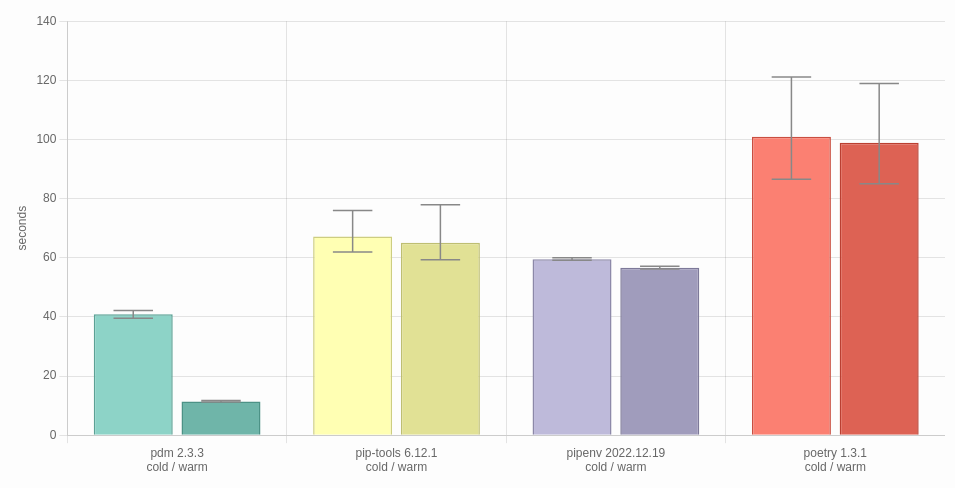 140
120
100
80
60
40
20
0
seconds
pdm 2.3.3
cold / warm
pip-tools 6.12.1
cold / warm
pipenv 2022.12.19
cold / warm
poetry 1.3.1
cold / warm